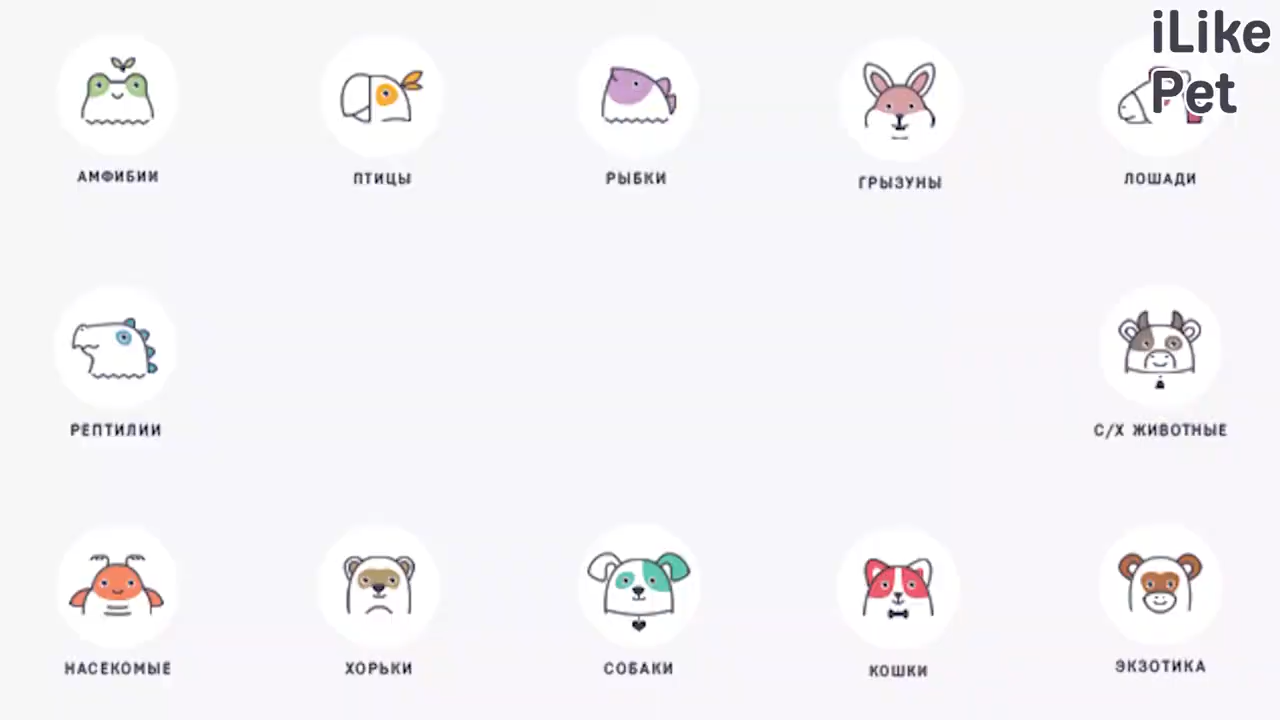 iLike
Pet
АМФИБИИ
ПТИЦЫ
РЫБКИ
ГРЫЗУНЫ
ЛОШАДИ
РЕПТИЛИИ
С/Х ЖИВОТНЫЕ
НАСЕКОМЫЕ
ХОРЬКИ
СОБАКИ
КОШКИ
ЭКЗОТИКА